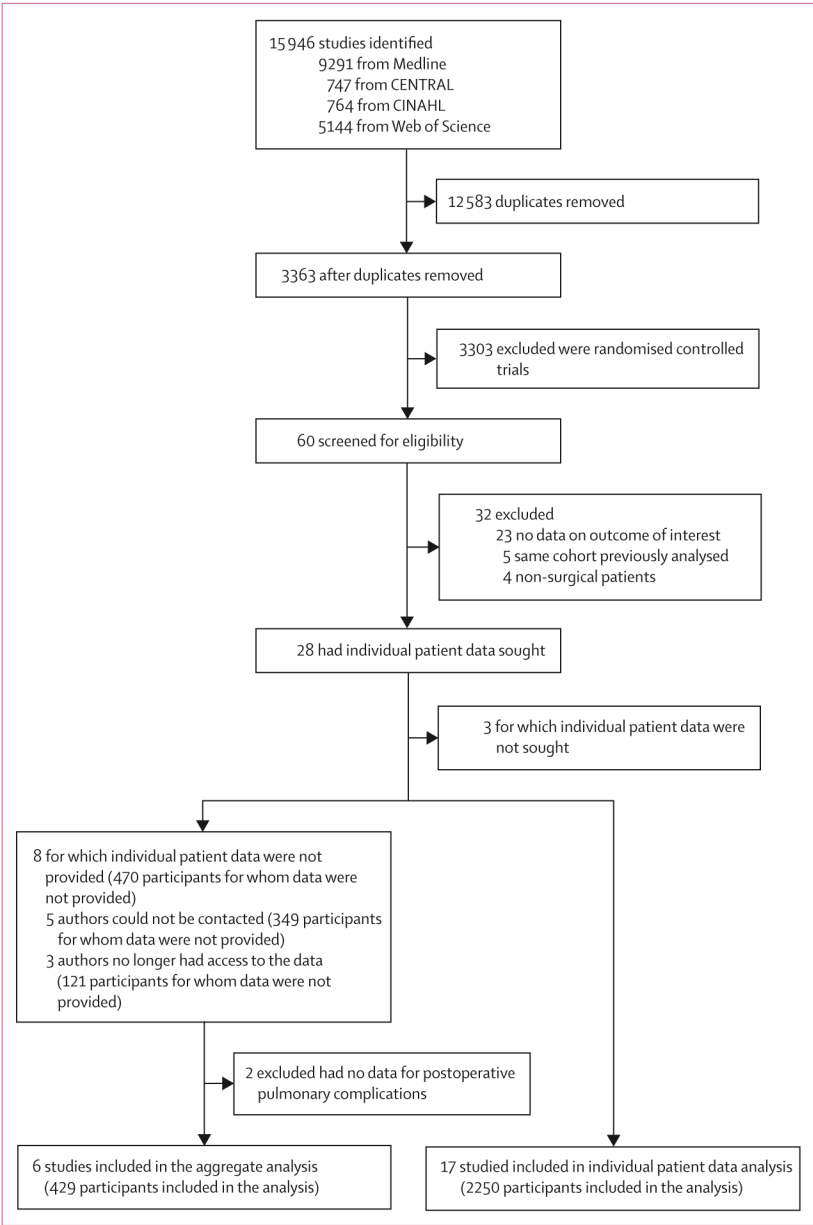 15 946 studies identified
9291 from Medline
747 from CENTRAL
764 from CINAHL
5144 from Web of Science
12 583 duplicates removed
3363 after duplicates removed
3303 excluded were randomised controlled
trials
60 screened for eligibility
32 excluded
23 no data on outcome of interest
5 same cohort previously analysed
4 non-surgical patients
28 had individual patient data sought
3 for which individual patient data were
not sought
8 for which individual patient data were not
provided (470 participants for whom data were
not provided)
5 authors could not be contacted (349 participants
for whom data were not provided)
3 authors no longer had access to the data
(121 participants for whom data were not
provided)
2 excluded had no data for postoperative
pulmonary complications
6 studies included in the aggregate analysis
(429 participants included in the analysis)
17 studied included in individual patient data analysis
(2250 participants included in the analysis)